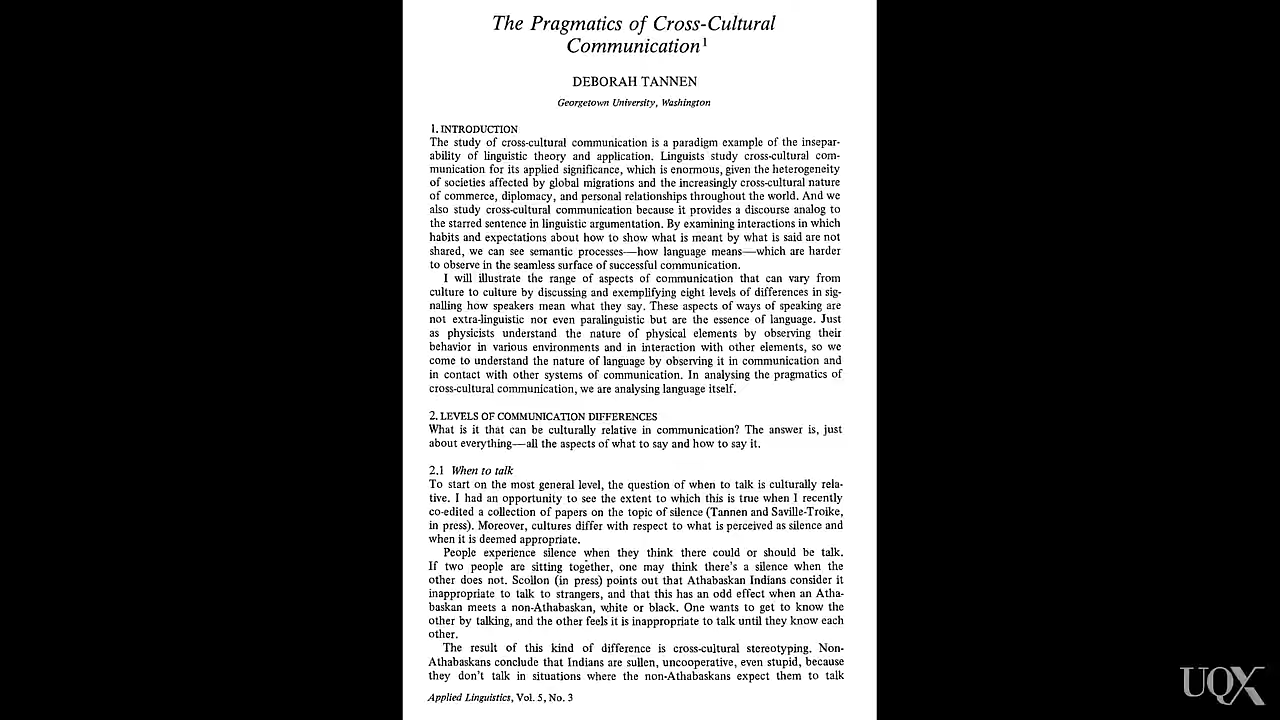 The Pragmatics of Cross-Cultural
Communication¹
DEBORAH TANNEN
Georgetown University, Washington
1. INTRODUCTION
The study of cross-cultural communication is a paradigm example of the insepar-
ability of linguistic theory and application. Linguists study cross-cultural com-
munication for its applied significance, which is enormous, given the heterogeneity
of societies affected by global migrations and the increasingly cross-cultural nature
of commerce, diplomacy, and personal relationships throughout the world. And we
also study cross-cultural communication because it provides a discourse analog to
the starred sentence in linguistic argumentation. By examining interactions in which
habits and expectations about how to show what is meant by what is said are not
shared, we can see semantic processes—how language means—which are harder
to observe in the seamless surface of successful communication.
I will illustrate the range of aspects of communication that can vary from
culture to culture by discussing and exemplifying eight levels of differences in sig-
nalling how speakers mean what they say. These aspects of ways of speaking are
not extra-linguistic nor even paralinguistic but are the essence of language. Just
as physicists understand the nature of physical elements by observing their
behavior in various environments and in interaction with other elements, so we
come to understand the nature of language by observing it in communication and
in contact with other systems of communication. In analysing the pragmatics of
cross-cultural communication, we are analysing language itself.
2. LEVELS OF COMMUNICATION DIFFERENCES
What is it that can be culturally relative in communication? The answer is, just
about everything—all the aspects of what to say and how to say it.
2.1 When to talk
To start on the most general level, the question of when to talk is culturally rela-
tive. I had an opportunity to see the extent to which this is true when I recently
co-edited a collection of papers on the topic of silence (Tannen and Saville-Troike,
in press). Moreover, cultures differ with respect to what is perceived as silence and
when it is deemed appropriate.
People experience silence when they think there could or should be talk.
If two people are sitting together, one may think there's a silence when the
other does not. Scollon (in press) points out that Athabaskan Indians consider it
inappropriate to talk to strangers, and that this has an odd effect when an Atha-
baskan meets a non-Athabaskan, white or black. One wants to get to know the
other by talking, and the other feels it is inappropriate to talk until they know each
other.
The result of this kind of difference is cross-cultural stereotyping. Non-
Athabaskans conclude that Indians are sullen, uncooperative, even stupid, because
they don't talk in situations where the non-Athabaskans expect them to talk
Applied Linguistics, Vol. 5, No. 3
UQX